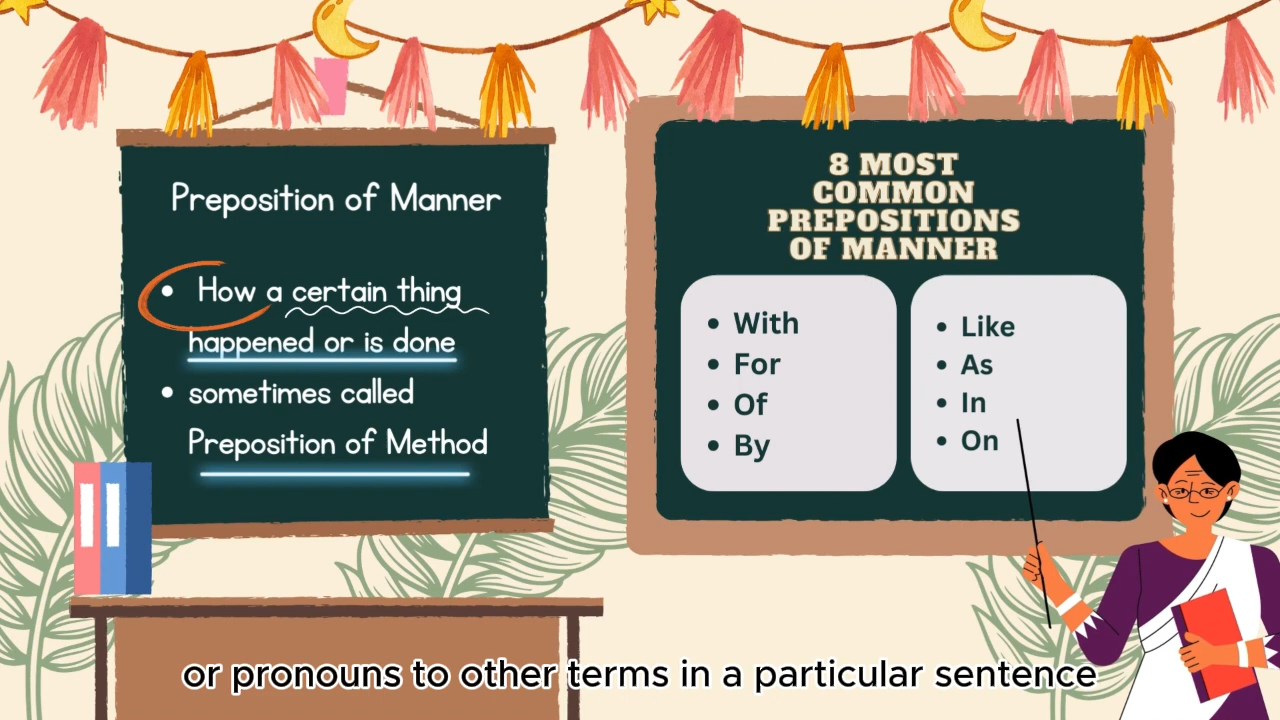 Preposition of Manner
• How a certain thing
happened or is done
• sometimes called
Preposition of Method
8 MOST
COMMON
PREPOSITIONS
OF MANNER
• With
• For
• Of
• By
• Like
• As
• In
• On
or pronouns to other terms in a particular sentence